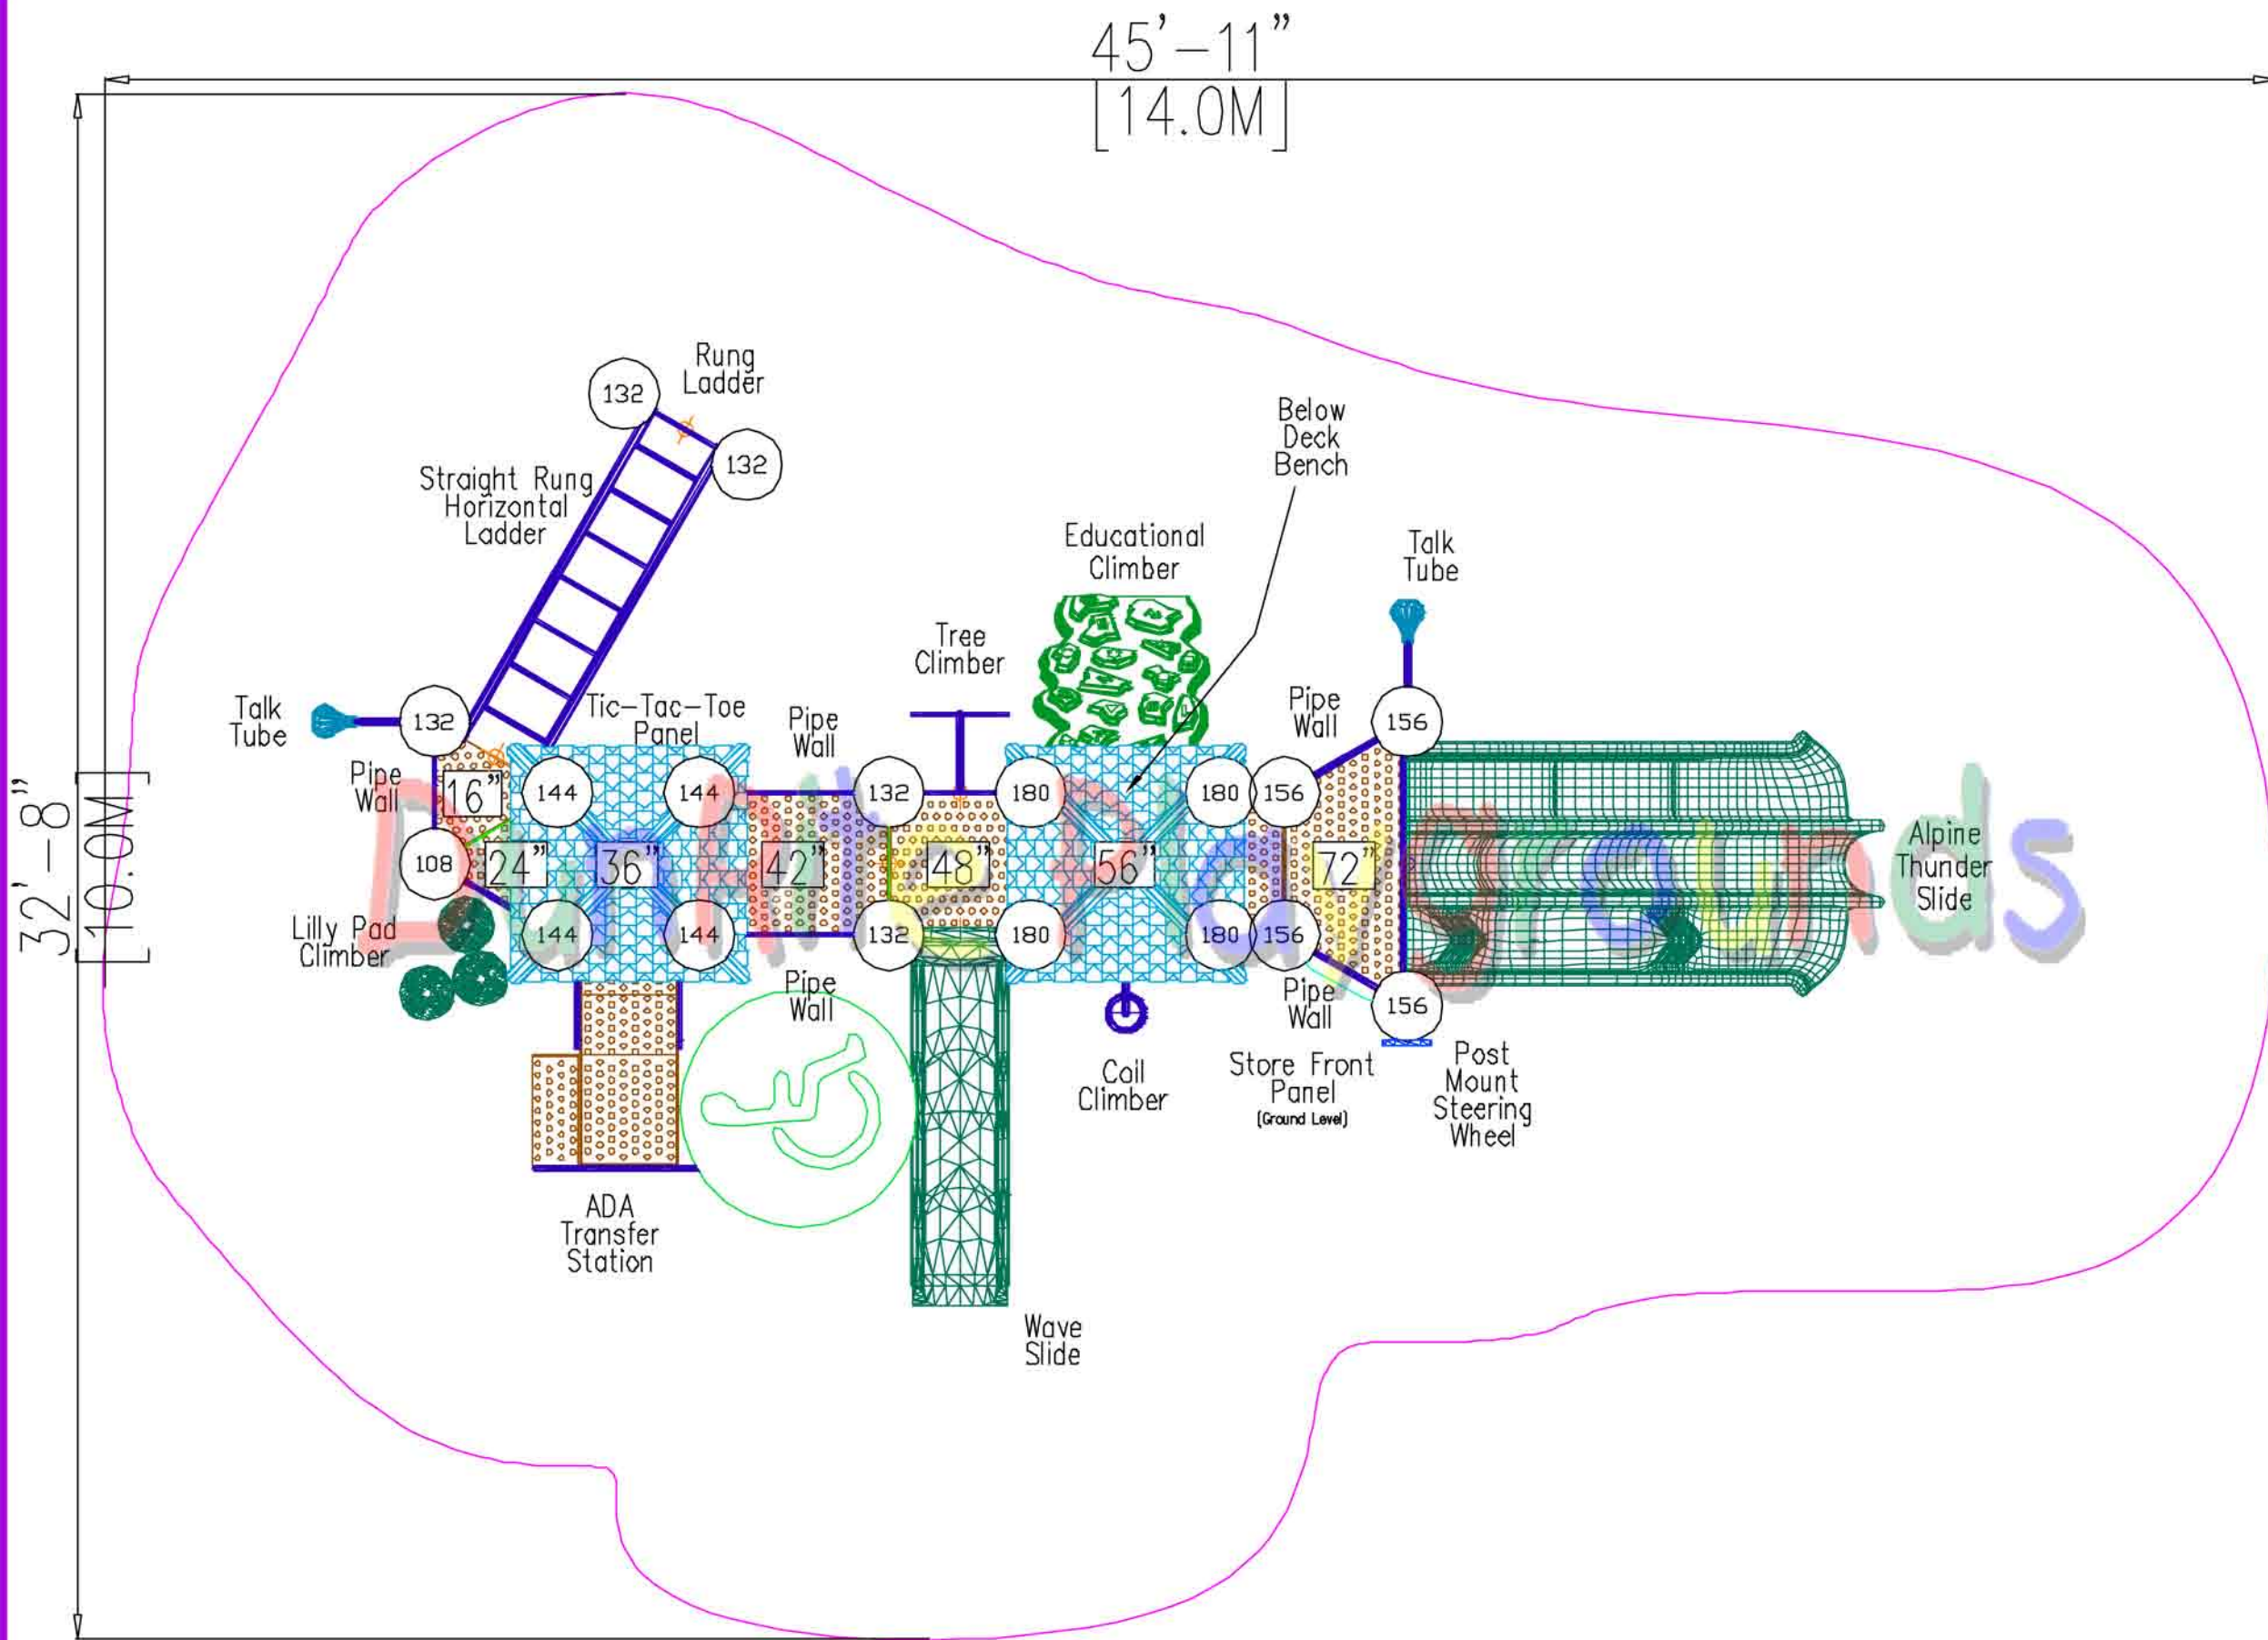 45'-11"
[14.0M]
32'-8"
[10.0M]
132
Rung
Ladder
132
Straight Rung
Horizontal
Ladder
Below
Deck
Bench
Educational
Climber
Talk
Tube
Tree
Climber
Talk
Tube
132
Tic-Tac-Toe
Panel
Pipe
Wall
Pipe
Wall
156
Pipe
Wall
16"
144
144
132
180
180
156
108
24"
36"
42"
48"
56"
72"
Alpine
Thunder
Slide
Dunrite Playgrounds
Lilly Pad
Climber
144
144
132
180
180
156
Pipe
Wall
Pipe
Wall
156
Coil
Climber
Store Front
Panel
(Ground Level)
Post
Mount
Steering
Wheel
ADA
Transfer
Station
Wave
Slide